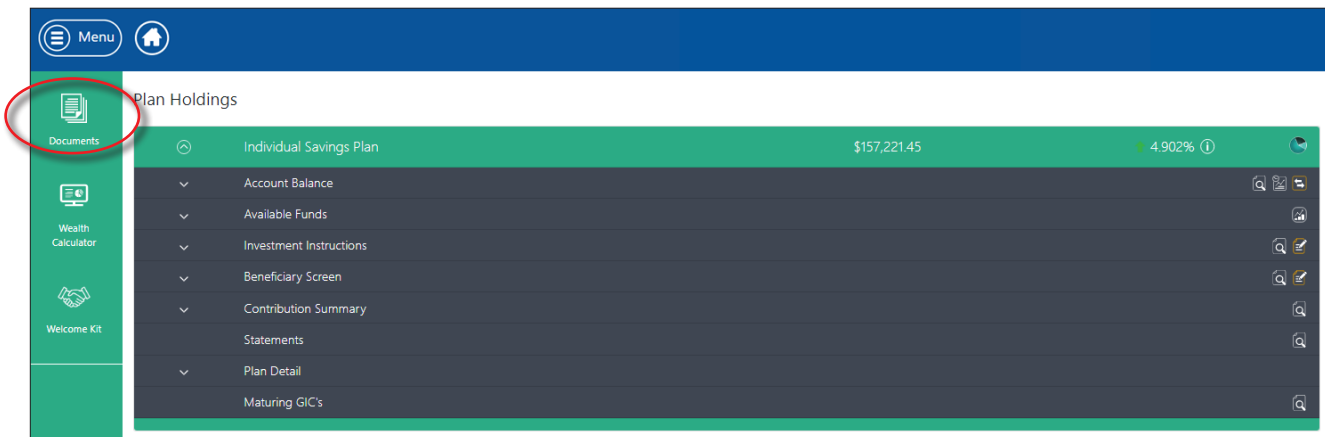 Menu
Plan Holdings
Documents
Individual Savings Plan $157,221.45 4.902%
Account Balance
Available Funds
Wealth
Calculator
Investment Instructions
Beneficiary Screen
Contribution Summary
Welcome Kit
Statements
Plan Detail
Maturing GIC's